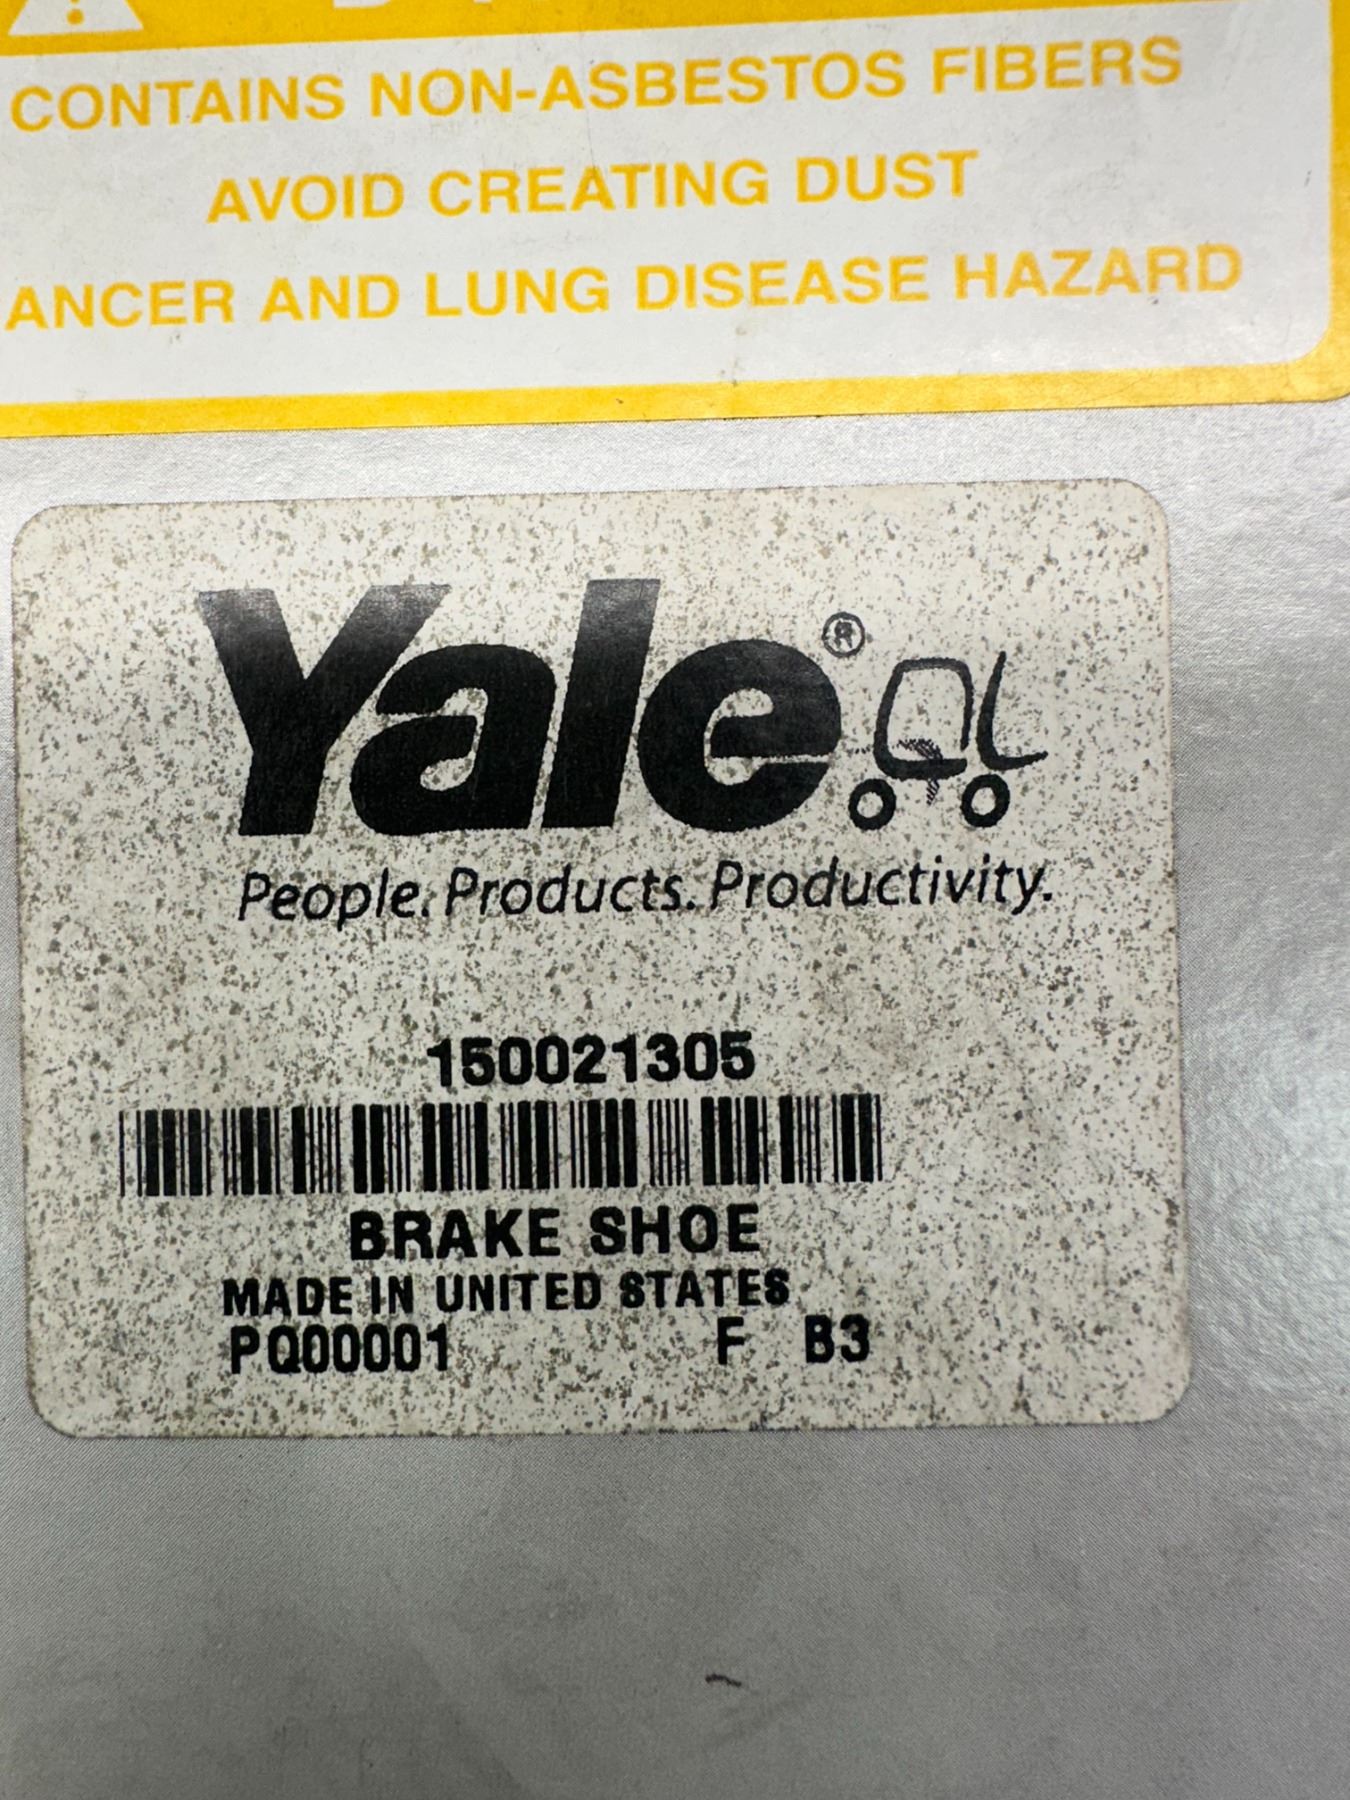 CONTAINS NON-ASBESTOS FIBERS
AVOID CREATING DUST
ANCER AND LUNG DISEASE HAZARD
Yale®
People. Products. Productivity.
150021305
BRAKE SHOE
MADE IN UNITED STATES
PQ00001 F B3